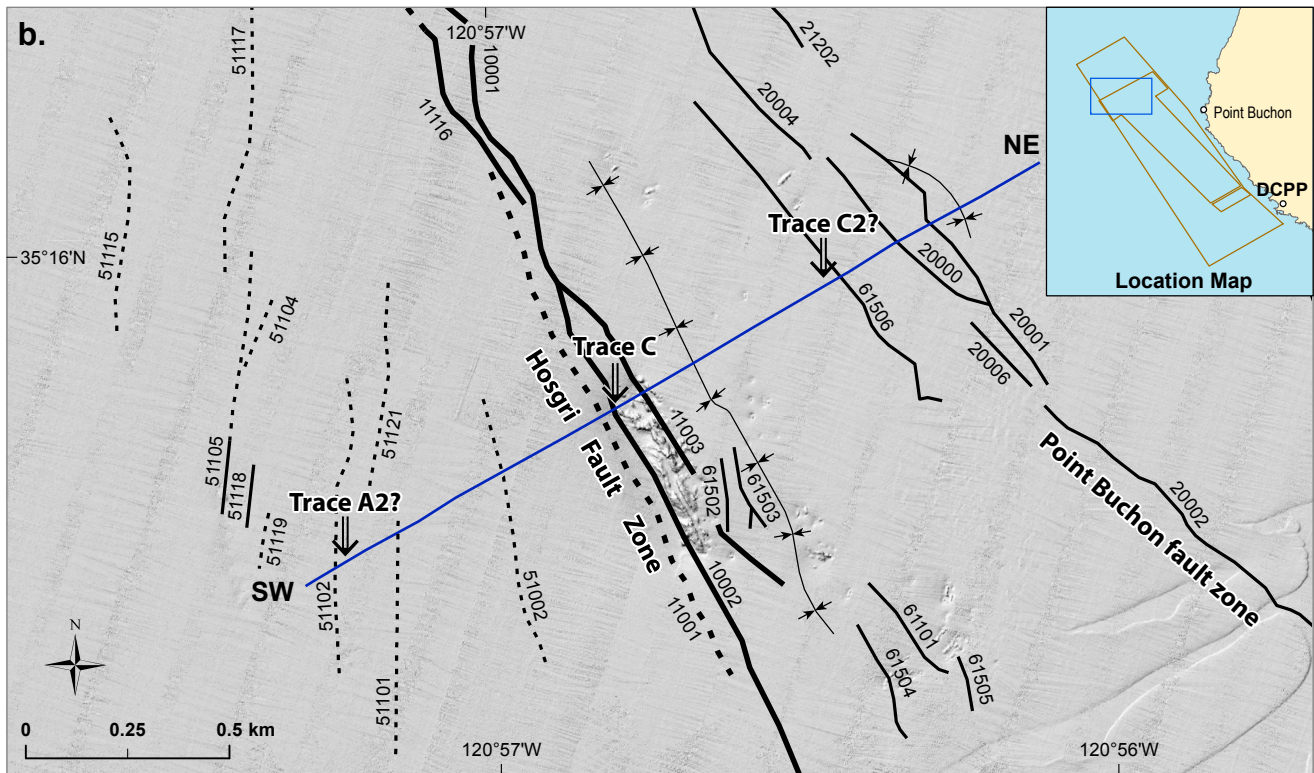 b.
120°57'W
51117
10001
21202
11116
20004
NE
Point Buchon
DCPP
Location Map
35°16'N
51115
Trace C2?
51104
20000
61506
20001
Trace C
20006
Hosgri Fault Zone
51121
11003
51105
51118
61502
61503
Point Buchon fault zone
20002
Trace A2?
51119
SW
51102
51002
10002
11001
61101
61504
61505
51101
N
0 0.25 0.5 km
120°57'W
120°56'W